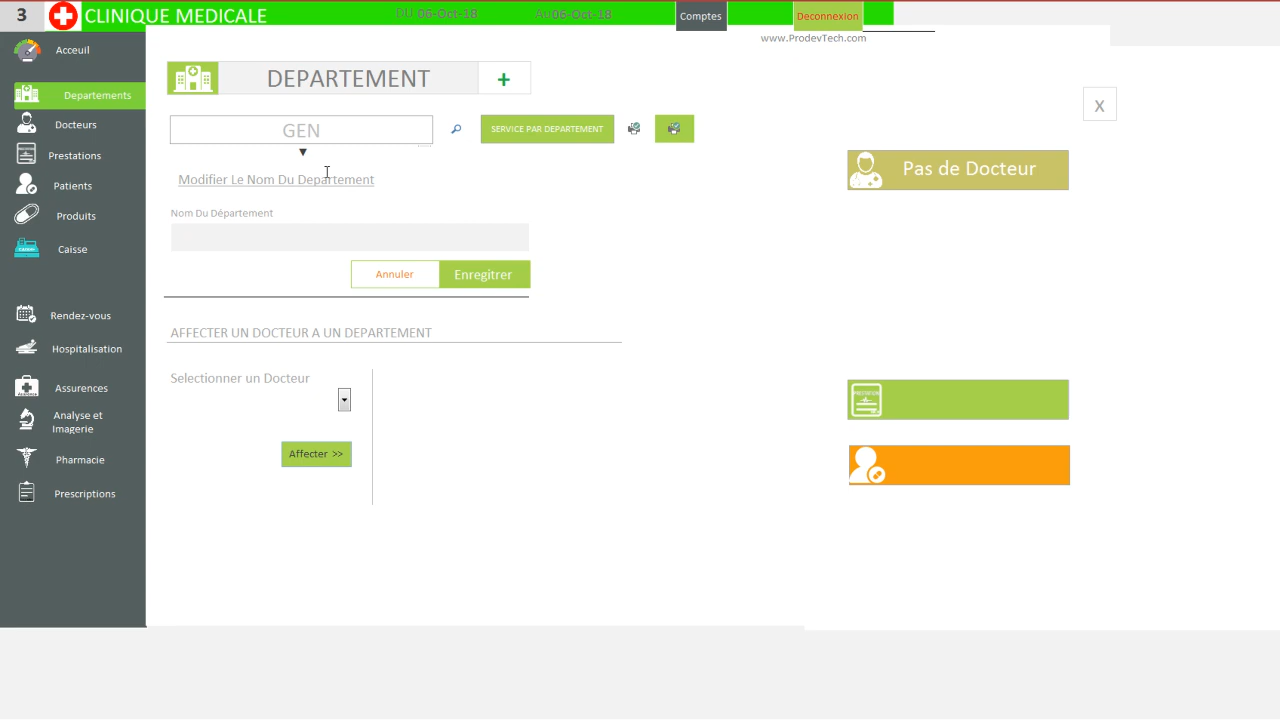 3
CLINIQUE MEDICALE
DU 06-Oct-18
AU 06-Oct-18
Comptes
Deconnexion
www.ProdevTech.com
Acceuil
Departements
Docteurs
Prestations
Patients
Produits
Caisse
Rendez-vous
Hospitalisation
Assurences
Analyse et
Imagerie
Pharmacie
Prescriptions
DEPARTEMENT
+
X
GEN
SERVICE PAR DEPARTEMENT
Pas de Docteur
Modifier Le Nom Du Departement
Nom Du Département
Annuler
Enregitrer
AFFECTER UN DOCTEUR A UN DEPARTEMENT
Selectionner un Docteur
Affecter >>